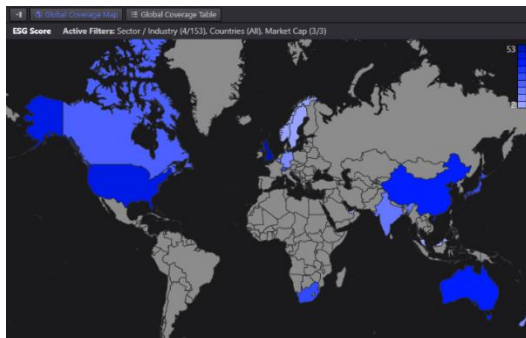 Global Coverage Map
Global Coverage Table
ESG Score Active Filters: Sector / Industry (4/153), Countries (All), Market Cap (3/3)
53